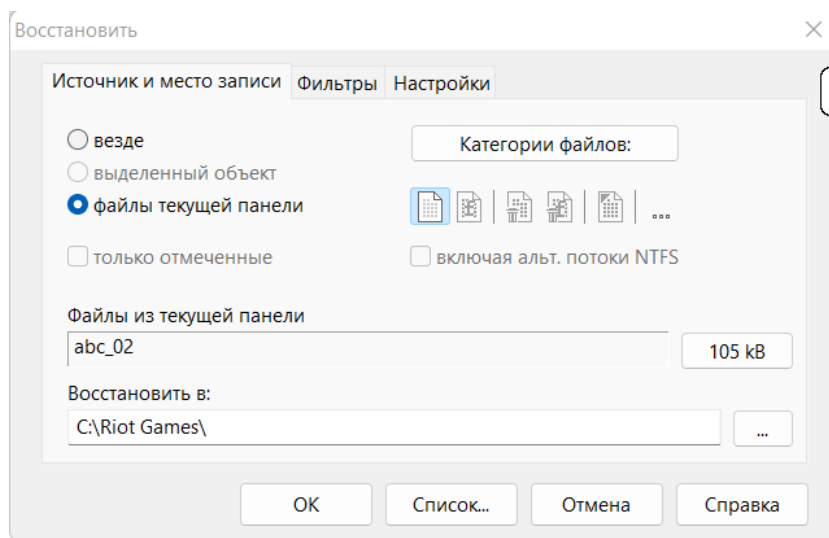 Восстановить
Источник и место записи Фильтры Настройки
везде Категории файлов:
выделенный объект
файлы текущей панели ...
только отмеченные включая альт. потоки NTFS
Файлы из текущей панели
abc_02 105 kB
Восстановить в:
C:\Riot Games\ ...
ОК Список... Отмена Справка